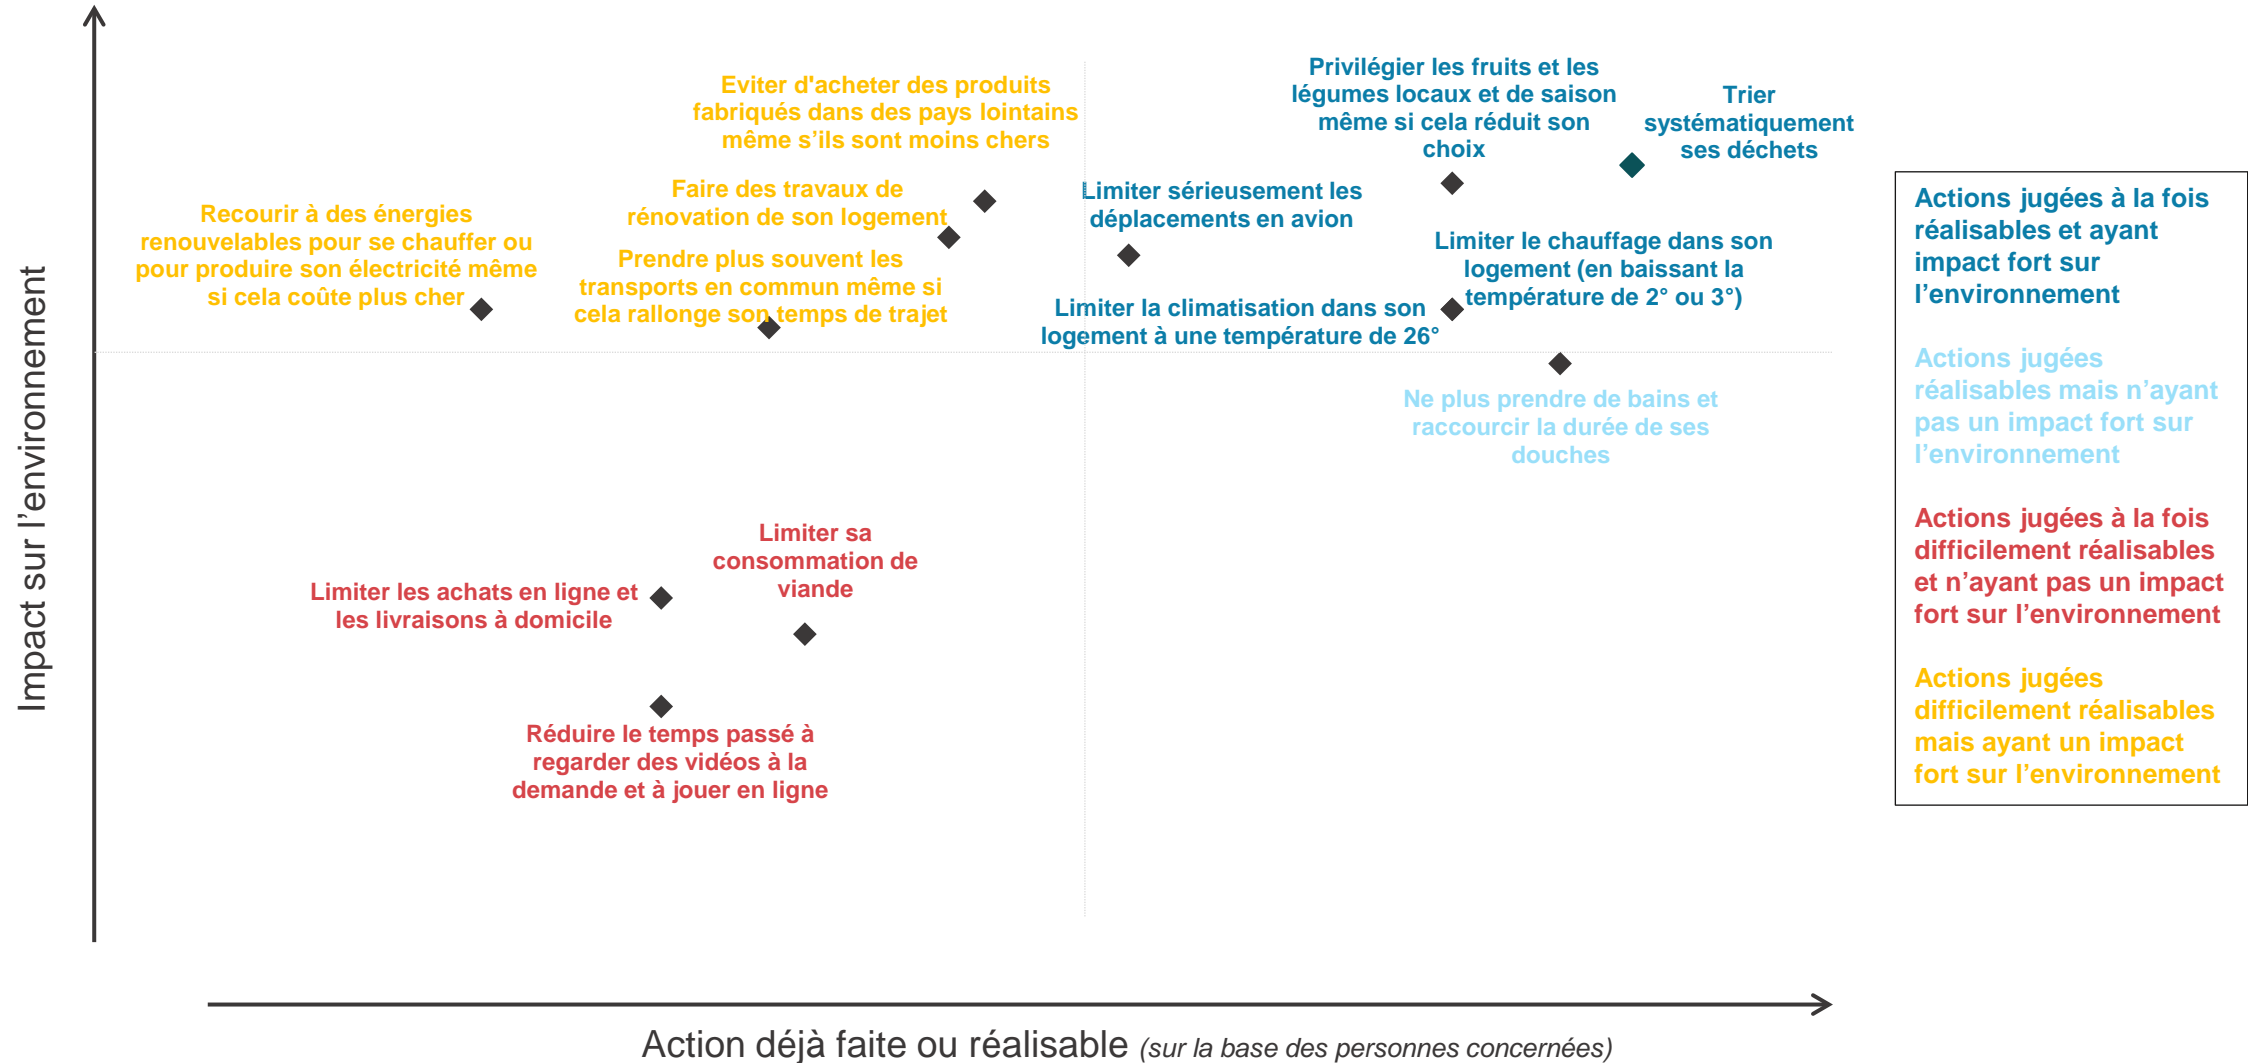 Impact sur l’environnement
Eviter d'acheter des produits
fabriqués dans des pays lointains
même s’ils sont moins chers
Privilégier les fruits et les
légumes locaux et de saison
même si cela réduit son
choix
Trier
systématiquement
ses déchets
Faire des travaux de
rénovation de son logement
Limiter sérieusement les
déplacements en avion
Recourir à des énergies
renouvelables pour se chauffer ou
pour produire son électricité même
si cela coûte plus cher
Prendre plus souvent les
transports en commun même si
cela rallonge son temps de trajet
Limiter le chauffage dans son
logement (en baissant la
température de 2° ou 3°)
Limiter la climatisation dans son
logement à une température de 26°
Ne plus prendre de bains et
raccourcir la durée de ses
douches
Limiter sa
consommation de
viande
Limiter les achats en ligne et
les livraisons à domicile
Réduire le temps passé à
regarder des vidéos à la
demande et à jouer en ligne
Actions jugées à la fois
réalisables et ayant
impact fort sur
l’environnement
Actions jugées
réalisables mais n’ayant
pas un impact fort sur
l’environnement
Actions jugées à la fois
difficilement réalisables
et n’ayant pas un impact
fort sur l’environnement
Actions jugées
difficilement réalisables
mais ayant un impact
fort sur l’environnement
Action déjà faite ou réalisable (sur la base des personnes concernées)